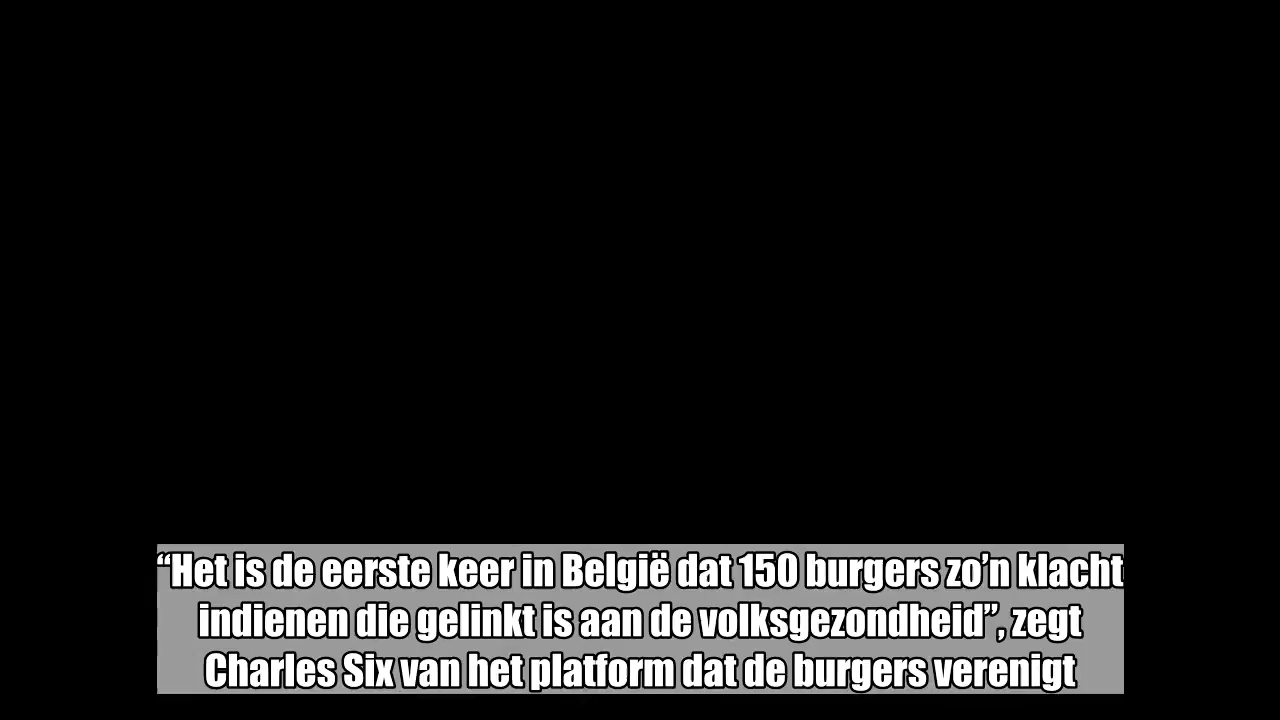 “Het is de eerste keer in België dat 150 burgers zo’n klacht
indienen die gelinkt is aan de volksgezondheid”, zegt
Charles Six van het platform dat de burgers verenigt